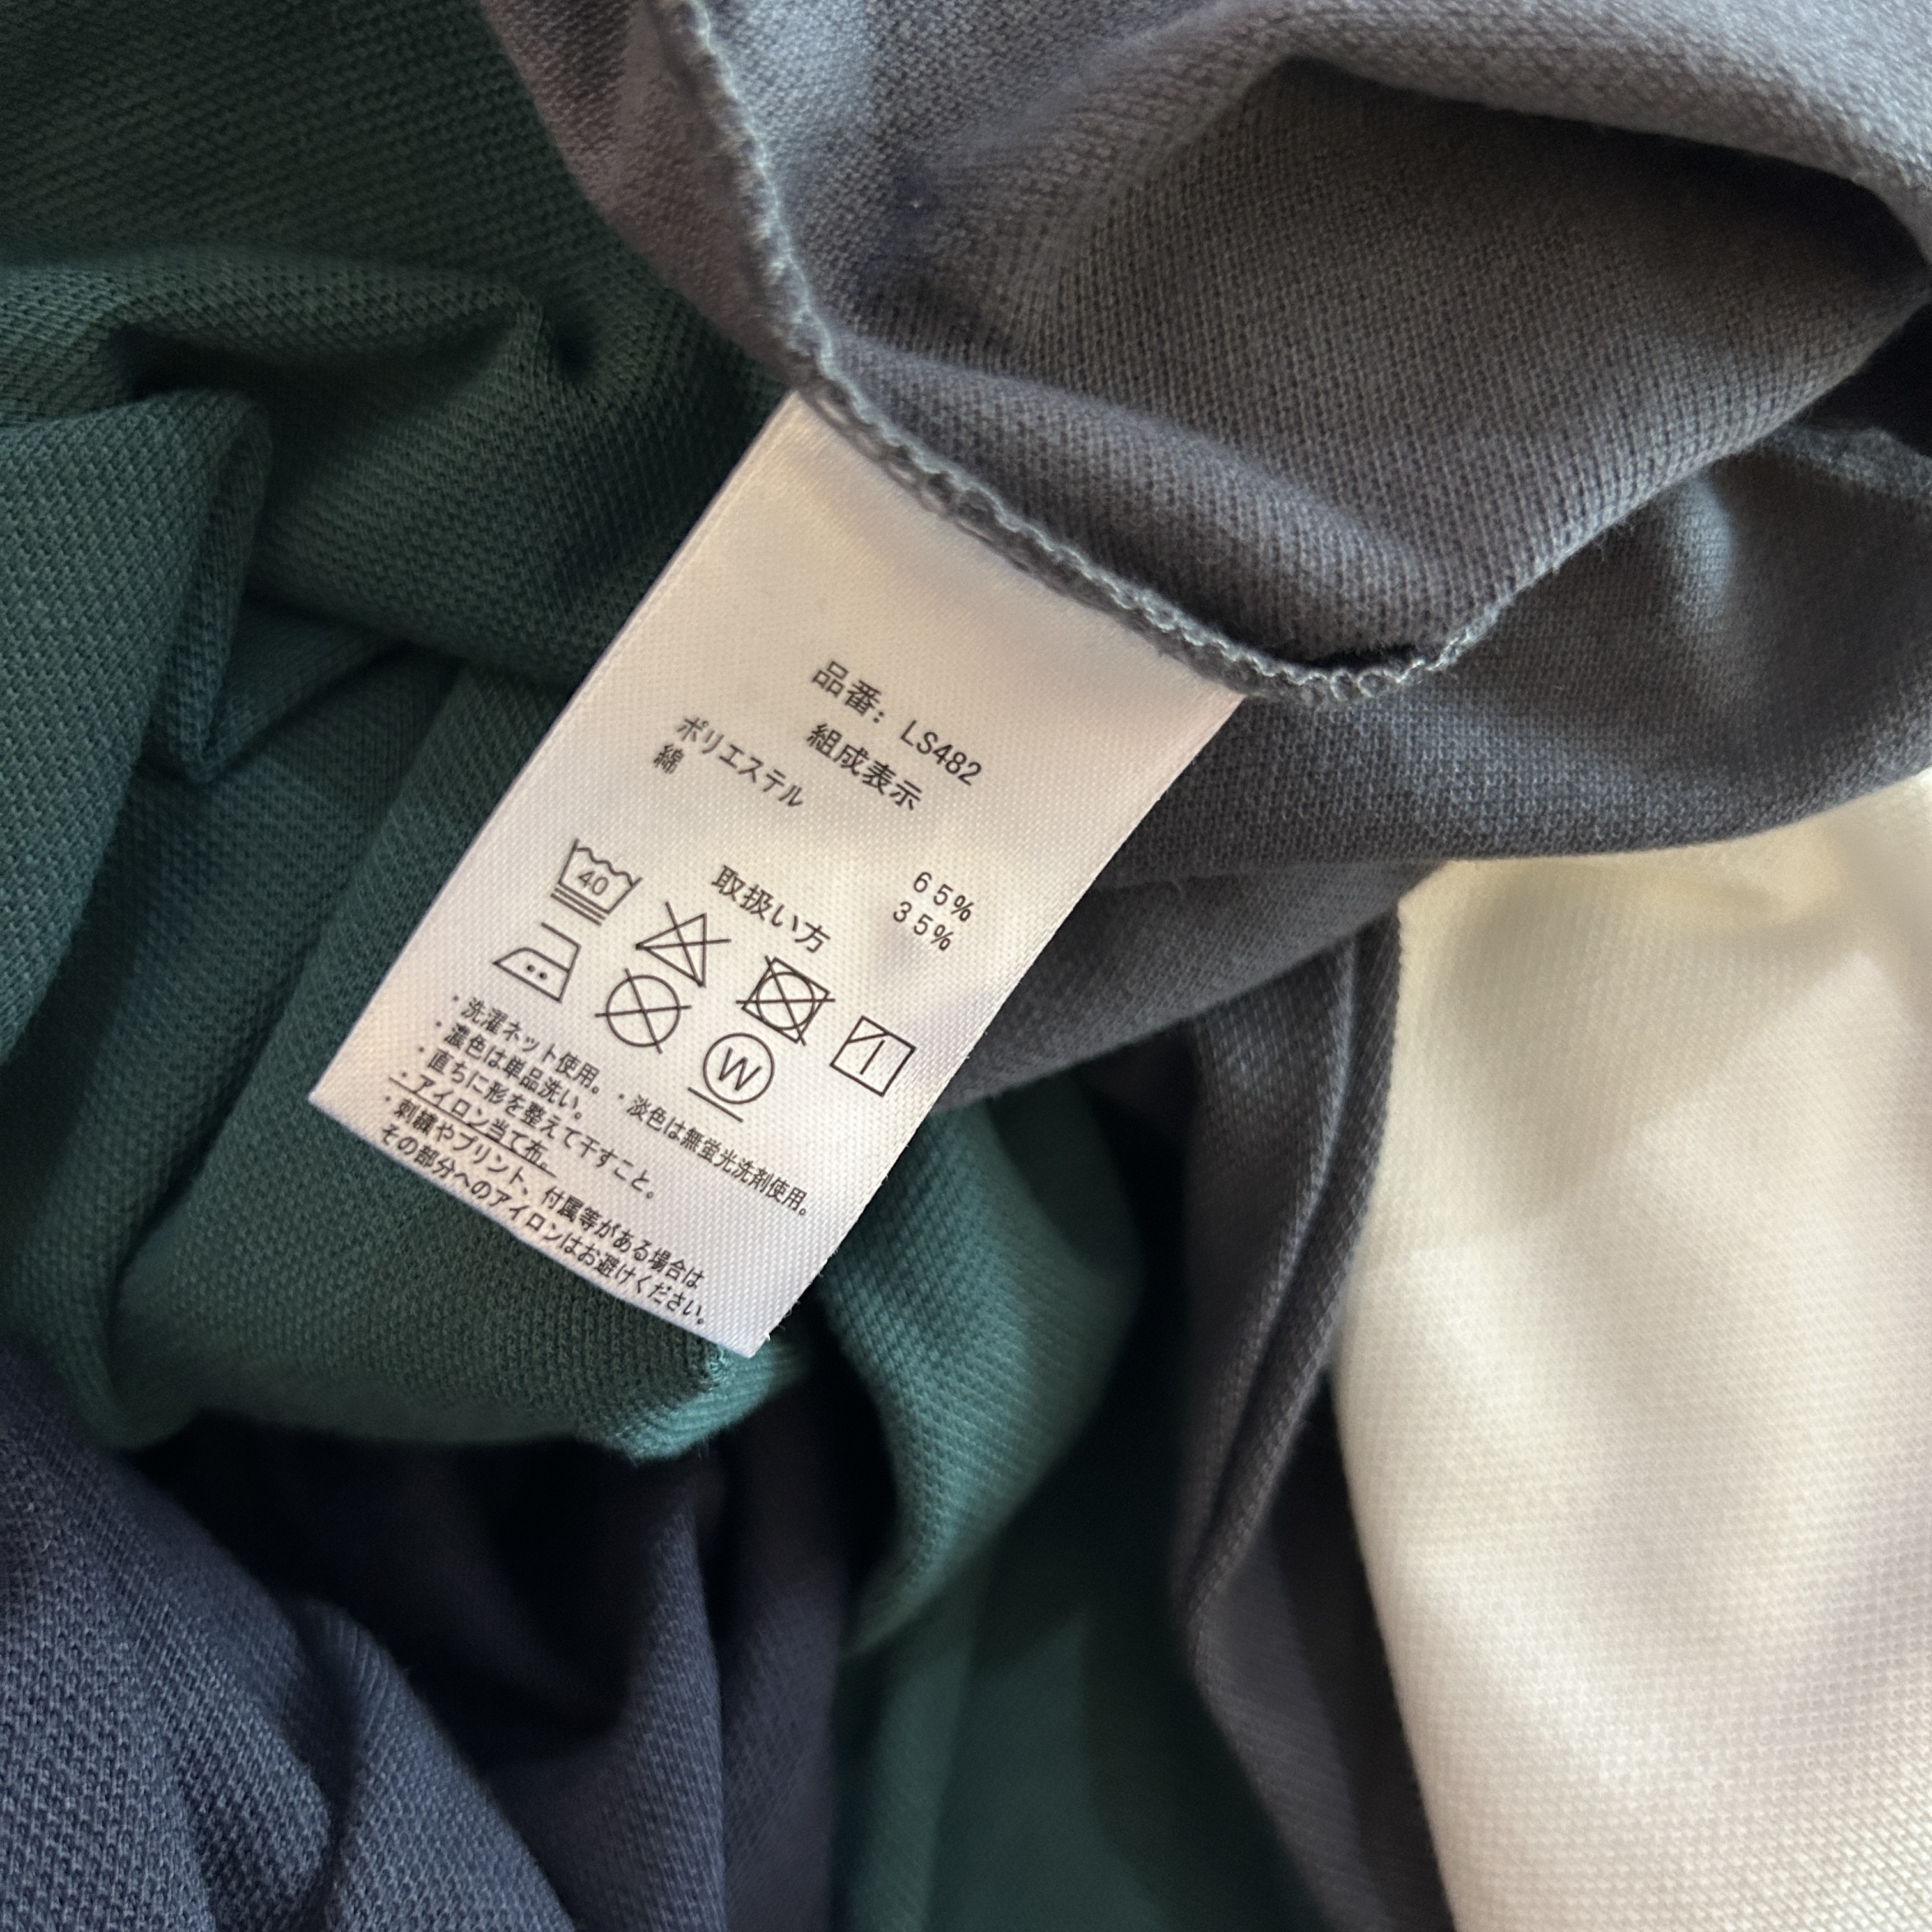 品番: LS482
組成表示
ポリエステル 65%
綿 35%
取扱い方
40
W
・洗濯ネット使用。・淡色は無蛍光洗剤使用。
・濃色は単品洗い。
・直ちに形を整えて干すこと。
・アイロン当て布。
・刺繍やプリント、付属等がある場合は
その部分へのアイロンはお避けください。